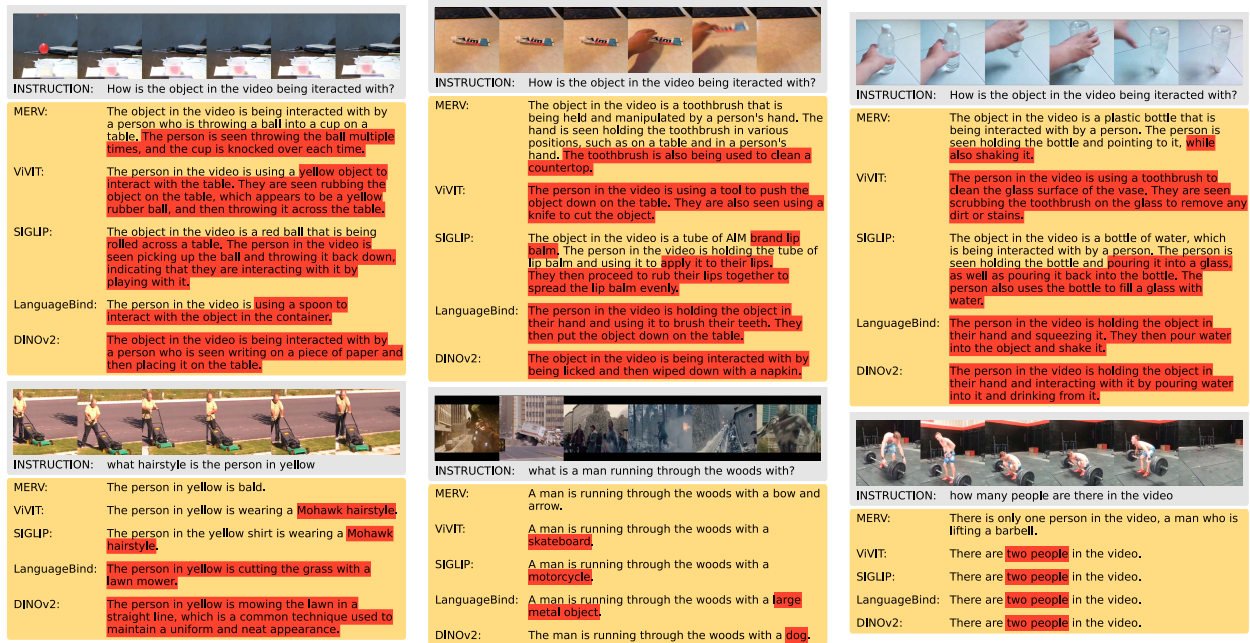 INSTRUCTION: How is the object in the video being iteracted with?
MERV: The object in the video is being interacted with by
a person who is throwing a ball into a cup on a
table. The person is seen throwing the ball multiple
times, and the cup is knocked over each time.
ViVIT: The person in the video is using a yellow object to
interact with the table. They are seen rubbing the
object on the table, which appears to be a yellow
rubber ball, and then throwing it across the table.
SIGLIP: The object in the video is a red ball that is being
rolled across a table. The person in the video is
seen picking up the ball and throwing it back down,
indicating that they are interacting with it by
playing with it.
LanguageBind: The person in the video is using a spoon to
interact with the object in the container.
DINOv2: The object in the video is being interacted with by
a person who is seen writing on a piece of paper and
then placing it on the table.
INSTRUCTION: what hairstyle is the person in yellow
MERV: The person in yellow is bald.
ViVIT: The person in yellow is wearing a Mohawk hairstyle.
SIGLIP: The person in the yellow shirt is wearing a Mohawk
hairstyle.
LanguageBind: The person in yellow is cutting the grass with a
lawn mower.
DINOv2: The person in yellow is mowing the lawn in a
straight line, which is a common technique used to
maintain a uniform and neat appearance.
INSTRUCTION: How is the object in the video being iteracted with?
MERV: The object in the video is a toothbrush that is
being held and manipulated by a person's hand. The
hand is seen holding the toothbrush in various
positions, such as on a table and in a person's
hand. The toothbrush is also being used to clean a
countertop.
ViVIT: The person in the video is using a tool to push the
object down on the table. They are also seen using a
knife to cut the object.
SIGLIP: The object in the video is a tube of AIM brand lip
balm. The person in the video is holding the tube of
lip balm and using it to apply it to their lips.
They then proceed to rub their lips together to
spread the lip balm evenly.
LanguageBind: The person in the video is holding the object in
their hand and using it to brush their teeth. They
then put the object down on the table.
DINOv2: The object in the video is being interacted with by
being licked and then wiped down with a napkin.
INSTRUCTION: what is a man running through the woods with?
MERV: A man is running through the woods with a bow and
arrow.
ViVIT: A man is running through the woods with a
skateboard.
SIGLIP: A man is running through the woods with a
motorcycle.
LanguageBind: A man is running through the woods with a large
metal object.
DINOv2: The man is running through the woods with a dog.
INSTRUCTION: How is the object in the video being iteracted with?
MERV: The object in the video is a plastic bottle that is
being interacted with by a person. The person is
seen holding the bottle and pointing to it, while
also shaking it.
ViVIT: The person in the video is using a toothbrush to
clean the glass surface of the vase. They are seen
scrubbing the toothbrush on the glass to remove any
dirt or stains.
SIGLIP: The object in the video is a bottle of water, which
is being interacted with by a person. The person is
seen holding the bottle and pouring it into a glass,
as well as pouring it back into the bottle. The
person also uses the bottle to fill a glass with
water.
LanguageBind: The person in the video is holding the object in
their hand and squeezing it. They then pour water
into the object and shake it.
DINOv2: The person in the video is holding the object in
their hand and interacting with it by pouring water
into it and drinking from it.
INSTRUCTION: how many people are there in the video
MERV: There is only one person in the video, a man who is
lifting a barbell.
ViVIT: There are two people in the video.
SIGLIP: There are two people in the video.
LanguageBind: There are two people in the video.
DINOv2: There are two people in the video.